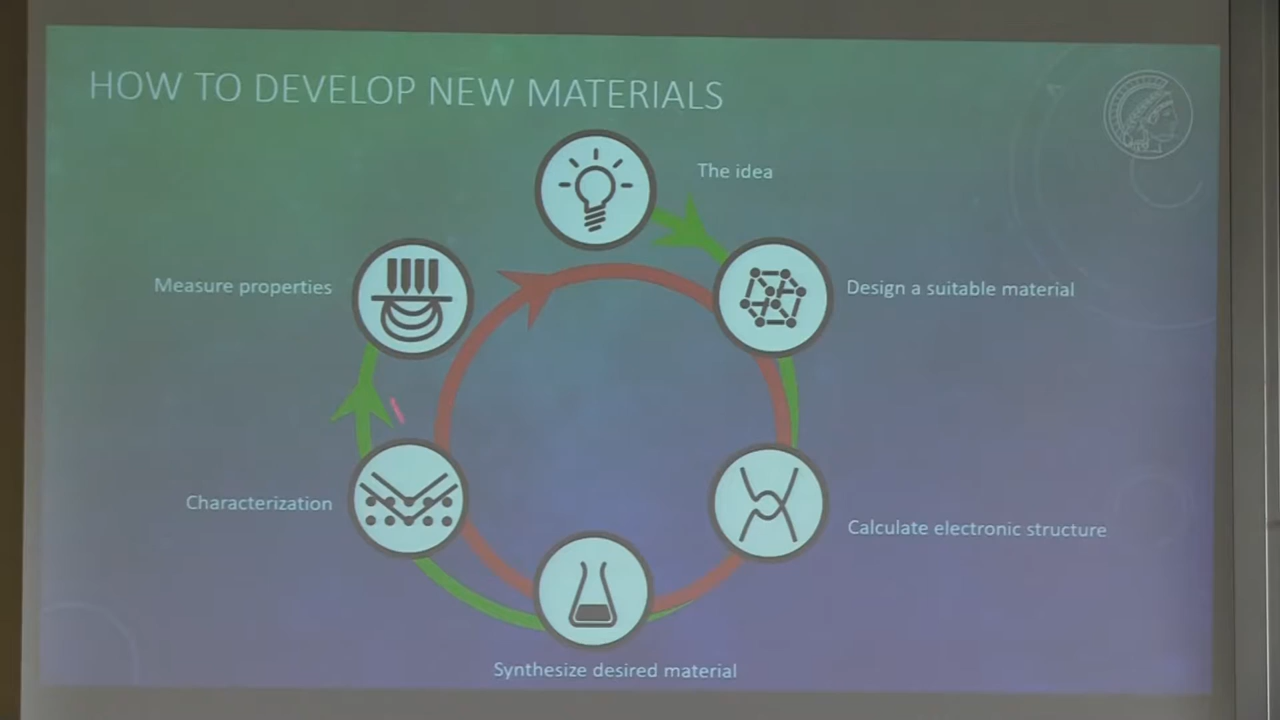 HOW TO DEVELOP NEW MATERIALS
The idea
Measure properties
Design a suitable material
Characterization
Calculate electronic structure
Synthesize desired material